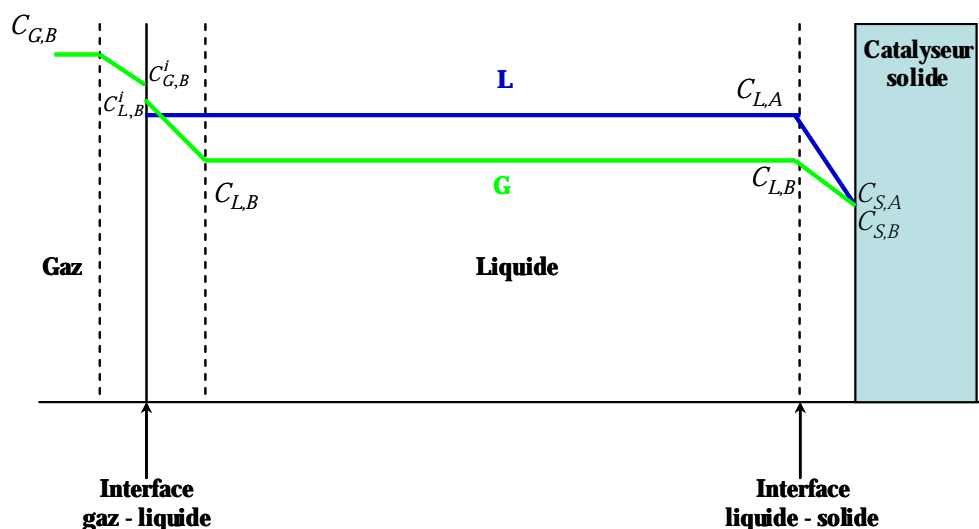 C_{G,B}
C^i_{G,B}
C^i_{L,B}
L
C_{L,A}
Catalyseur
solide
C_{L,B}
G
C_{L,B}
C_{S,A}
C_{S,B}
Gaz
Liquide
Interface
gaz - liquide
Interface
liquide - solide